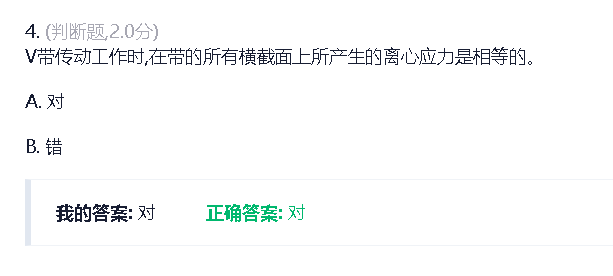 4. (判断题,2.0分)
V带传动工作时,在带的所有横截面上所产生的离心应力是相等的。
A. 对
B. 错
我的答案: 对 正确答案: 对